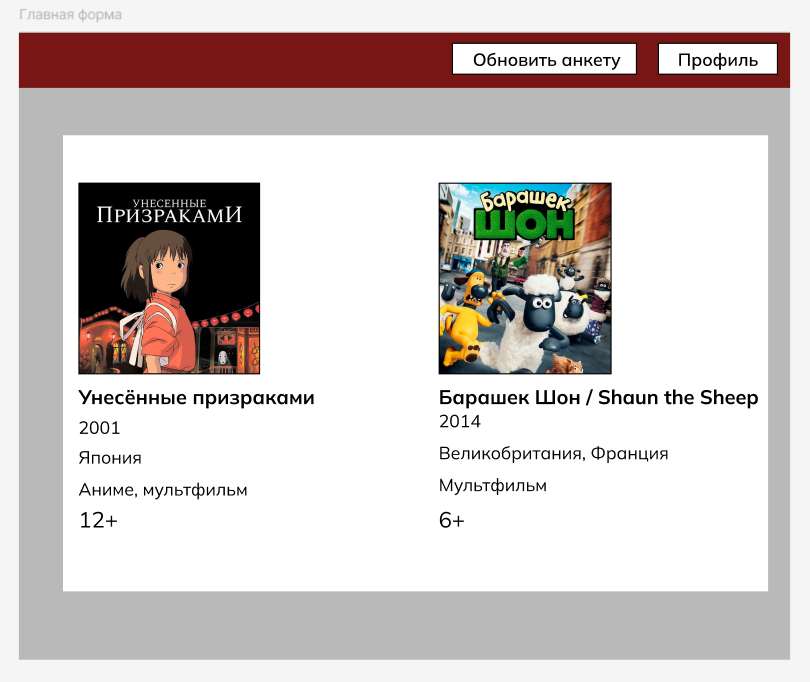 Главная форма
Обновить анкету
Профиль
УНЕСЕННЫЕ
ПРИЗРАКАМИ
Барашек
ШОН
Унесённые призраками
2001
Япония
Аниме, мультфильм
12+
Барашек Шон / Shaun the Sheep
2014
Великобритания, Франция
Мультфильм
6+